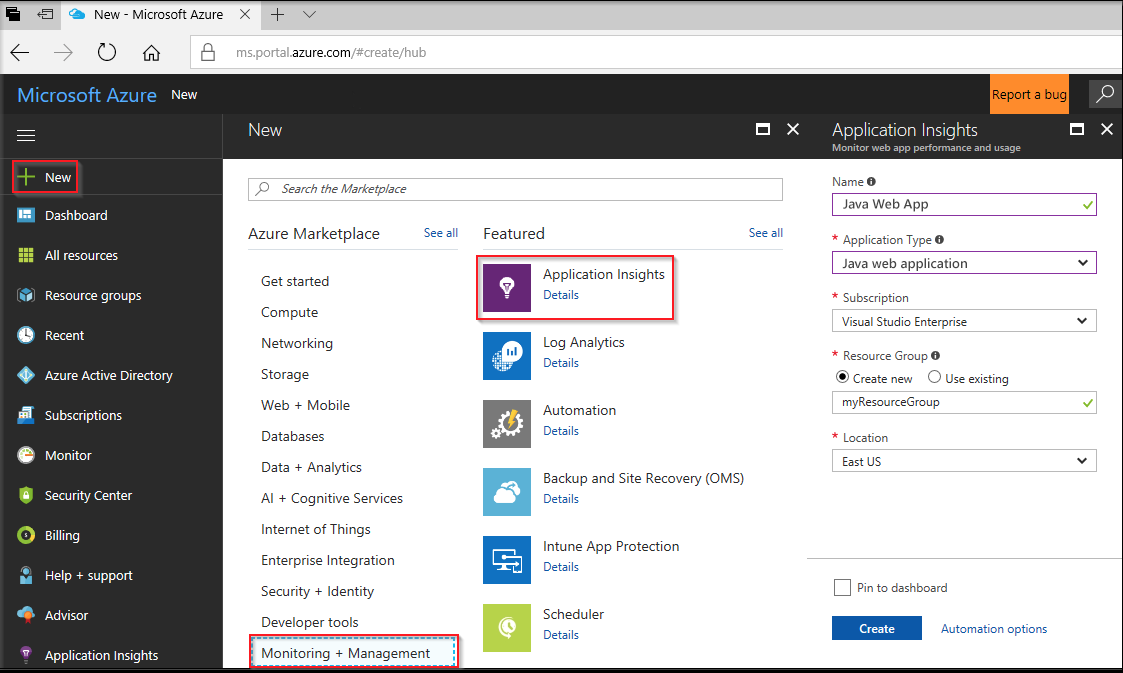 New - Microsoft Azure
ms.portal.azure.com/#create/hub
Microsoft Azure New
Report a bug
New
Dashboard
All resources
Resource groups
Recent
Azure Active Directory
Subscriptions
Monitor
Security Center
Billing
Help + support
Advisor
Application Insights
New
Search the Marketplace
Azure Marketplace See all
Get started
Compute
Networking
Storage
Web + Mobile
Databases
Data + Analytics
AI + Cognitive Services
Internet of Things
Enterprise Integration
Security + Identity
Developer tools
Monitoring + Management
Featured See all
Application Insights
Details
Log Analytics
Details
Automation
Details
Backup and Site Recovery (OMS)
Details
Intune App Protection
Details
Scheduler
Details
Application Insights
Monitor web app performance and usage
Name
Java Web App
* Application Type
Java web application
* Subscription
Visual Studio Enterprise
* Resource Group
Create new Use existing
myResourceGroup
* Location
East US
Pin to dashboard
Create Automation options